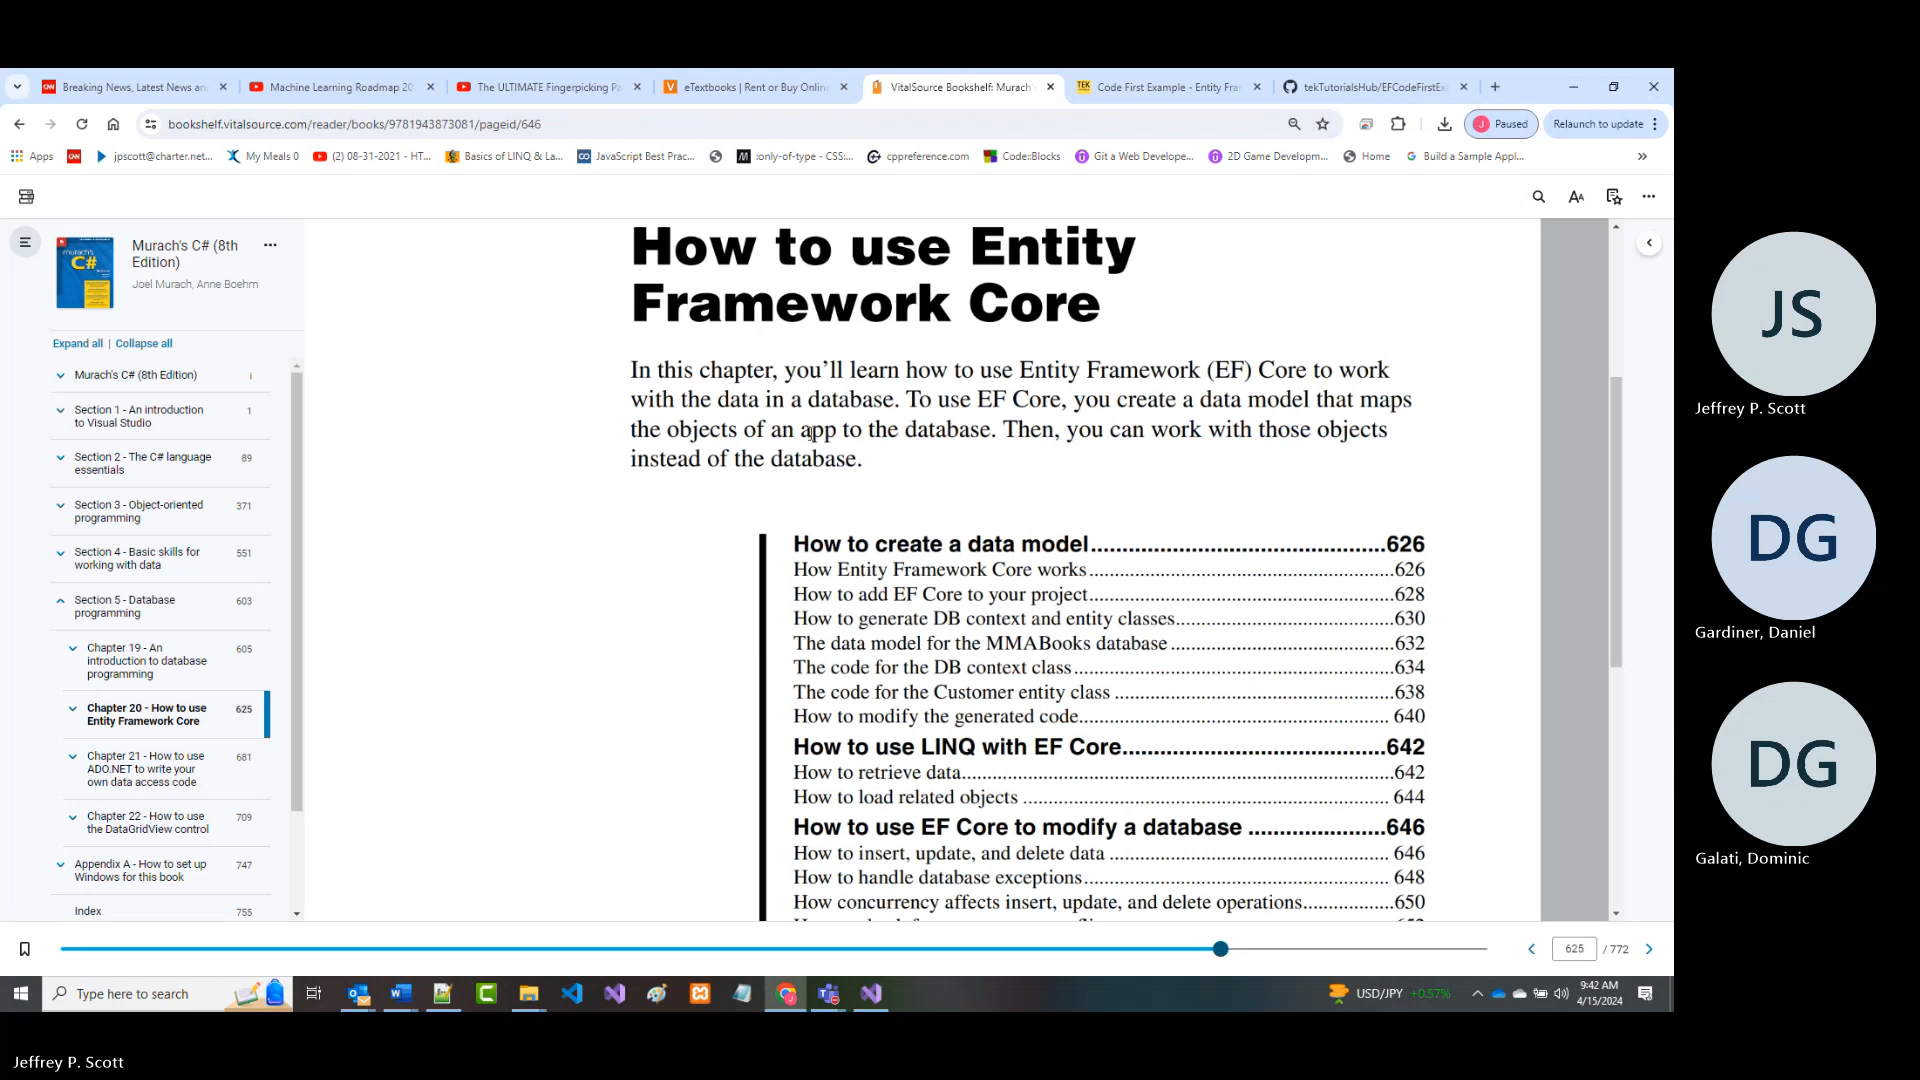 Breaking News, Latest News an
Machine Learning Roadmap 20
The ULTIMATE Fingerpicking Pa
eTextbooks | Rent or Buy Onlin
VitalSource Bookshelf: Murach'
Code First Example - Entity Fra
tekTutorialsHub/EFCodeFirstEx
bookshelf.vitalsource.com/reader/books/9781943873081/pageid/646
J Paused
Relaunch to update
Apps
jpscott@charter.net...
My Meals 0
(2) 08-31-2021 - HT...
Basics of LINQ & La...
JavaScript Best Prac...
:only-of-type - CSS:...
cppreference.com
Code::Blocks
Git a Web Develope...
2D Game Developm...
Home
Build a Sample Appl...
Murach's C# (8th
Edition)
Joel Murach, Anne Boehm
Expand all | Collapse all
Murach's C# (8th Edition) i
Section 1 - An introduction 1
to Visual Studio
Section 2 - The C# language 89
essentials
Section 3 - Object-oriented 371
programming
Section 4 - Basic skills for 551
working with data
Section 5 - Database 603
programming
Chapter 19 - An 605
introduction to database
programming
Chapter 20 - How to use 625
Entity Framework Core
Chapter 21 - How to use 681
ADO.NET to write your
own data access code
Chapter 22 - How to use 709
the DataGridView control
Appendix A - How to set up 747
Windows for this book
Index 755
How to use Entity
Framework Core
In this chapter, you'll learn how to use Entity Framework (EF) Core to work
with the data in a database. To use EF Core, you create a data model that maps
the objects of an app to the database. Then, you can work with those objects
instead of the database.
How to create a data model..................................................626
How Entity Framework Core works..................................................626
How to add EF Core to your project..................................................628
How to generate DB context and entity classes..................................................630
The data model for the MMABooks database..................................................632
The code for the DB context class..................................................634
The code for the Customer entity class..................................................638
How to modify the generated code..................................................640
How to use LINQ with EF Core..................................................642
How to retrieve data..................................................642
How to load related objects..................................................644
How to use EF Core to modify a database..................................................646
How to insert, update, and delete data..................................................646
How to handle database exceptions..................................................648
How concurrency affects insert, update, and delete operations..................................................650
625 / 772
Type here to search
USD/JPY +0.57%
9:42 AM
4/15/2024
JS
Jeffrey P. Scott
DG
Gardiner, Daniel
DG
Galati, Dominic
Jeffrey P. Scott